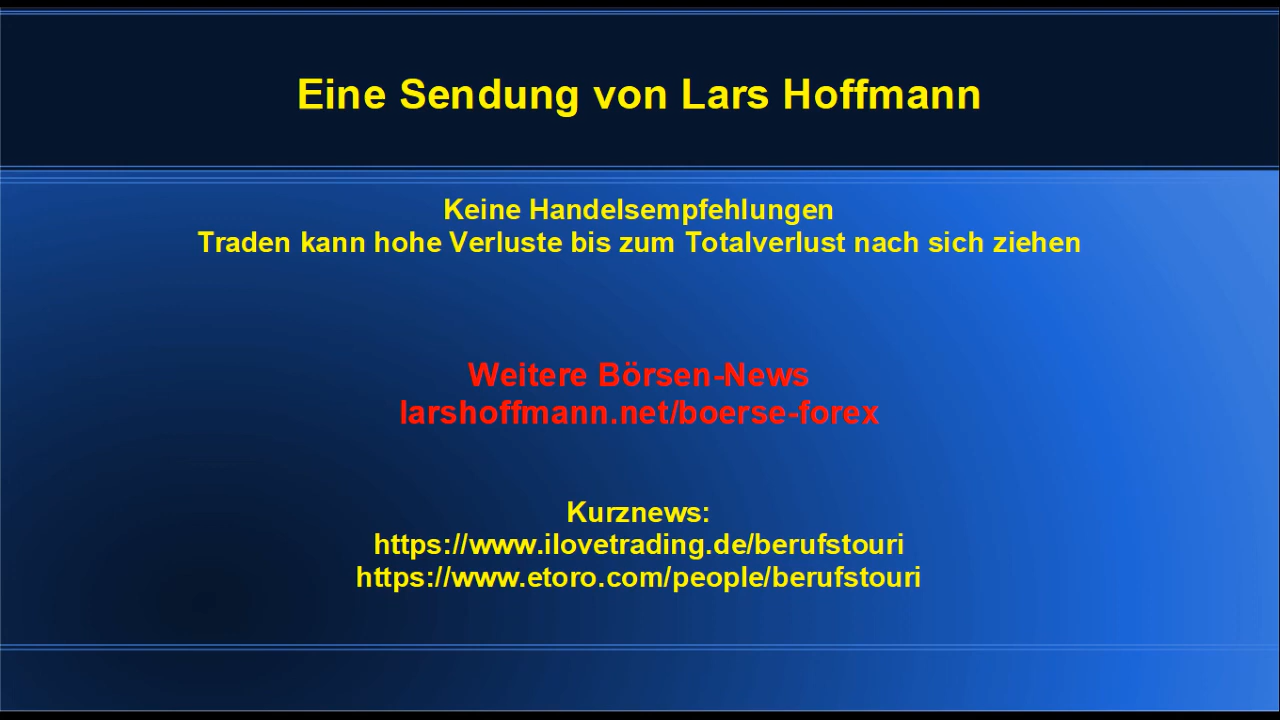 Eine Sendung von Lars Hoffmann
Keine Handelsempfehlungen
Traden kann hohe Verluste bis zum Totalverlust nach sich ziehen
Weitere Börsen-News
larshoffmann.net/boerse-forex
Kurznews:
https://www.ilovetrading.de/berufstouri
https://www.etoro.com/people/berufstouri